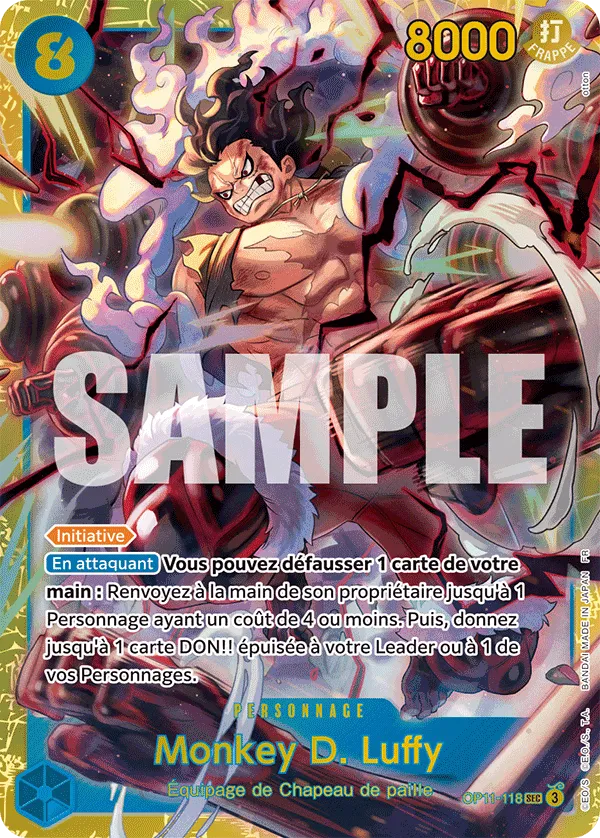 8
8000
打
FRAPPE
otton
SAMPLE
Initiative
En attaquant Vous pouvez défausser 1 carte de votre
main : Renvoyez à la main de son propriétaire jusqu'à 1
Personnage ayant un coût de 4 ou moins. Puis, donnez
jusqu'à 1 carte DON!! épuisée à votre Leader ou à 1 de
vos Personnages.
©E.O/S ©E.O./S., T.A. BANDAI MADE IN JAPAN FR
PERSONNAGE
Monkey D. Luffy
Équipage de Chapeau de paille
OP11-118 SEC 3